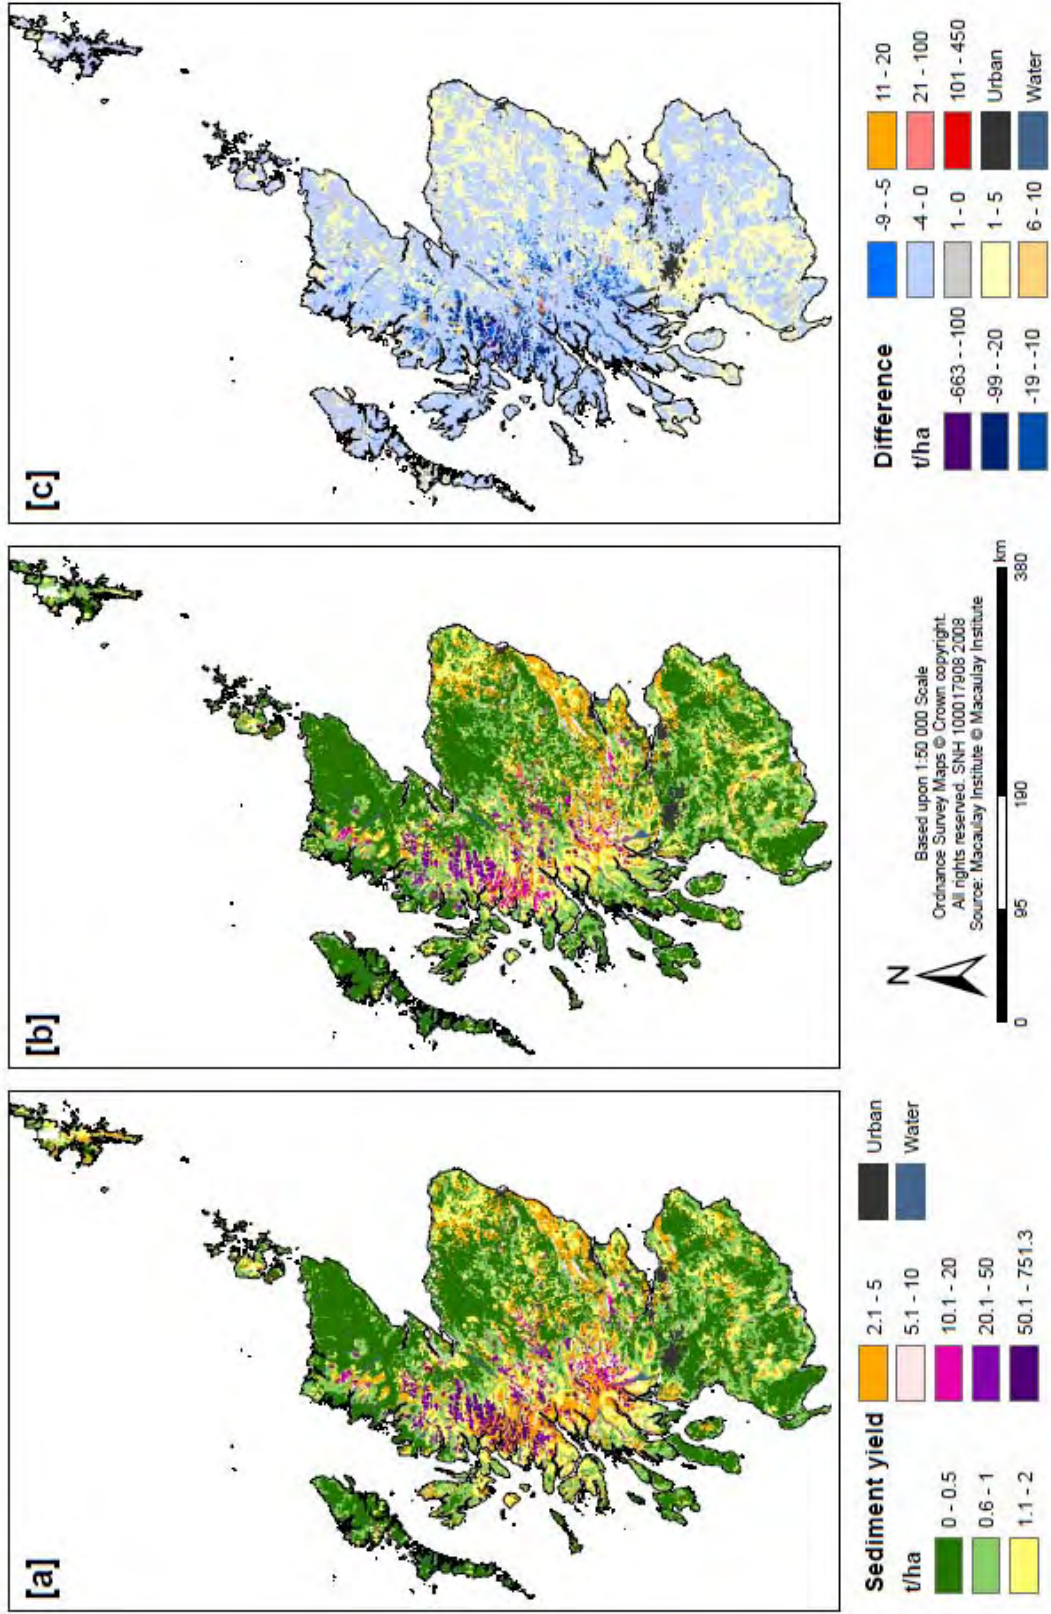 [a]
[b]
[c]
Sediment yield
t/ha
0 - 0.5
0.6 - 1
1.1 - 2
2.1 - 5
5.1 - 10
10.1 - 20
20.1 - 50
50.1 - 751.3
Urban
Water
N
Based upon 1:50 000 Scale
Ordnance Survey Maps © Crown copyright.
All rights reserved. SNH 100017908 2008
Source: Macaulay Institute © Macaulay Institute
km
0 95 190 380
Difference
t/ha
-663 - -100
-99 - -20
-19 - -10
-9 - -5
-4 - 0
1 - 0
1 - 5
6 - 10
11 - 20
21 - 100
101 - 450
Urban
Water